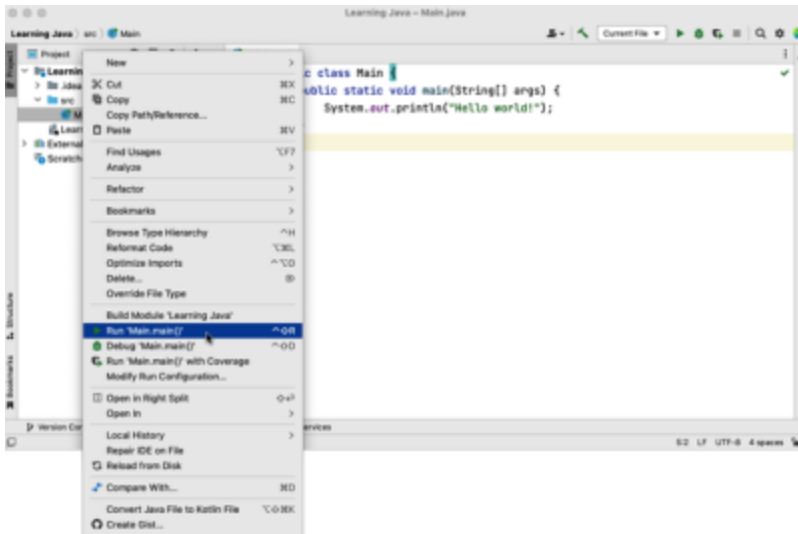 Learning Java – Main.java
Learning Java
src
Main
Current File
Project
Project
Learnin
.idea
src
M
Lear
External
Scratch
c class Main {
ublic static void main(String[] args) {
System.out.println("Hello world!");
New
Cut ⌘X
Copy ⌘C
Copy Path/Reference...
Paste ⌘V
Find Usages ⌥F7
Analyze
Refactor
Bookmarks
Browse Type Hierarchy ^H
Reformat Code ⌥⌘L
Optimize Imports ^⌥O
Delete...
Override File Type
Build Module 'Learning Java'
Run 'Main.main()' ^⇧R
Debug 'Main.main()' ^⇧D
Run 'Main.main()' with Coverage
Modify Run Configuration...
Open in Right Split ⇧⏎
Open In
Local History
Repair IDE on File
Reload from Disk
Compare With... ⌘D
Convert Java File to Kotlin File ⌥⇧⌘K
Create Gist...
Structure
Bookmarks
Version Con
ervices
5:2 LF UTF-8 4 spaces